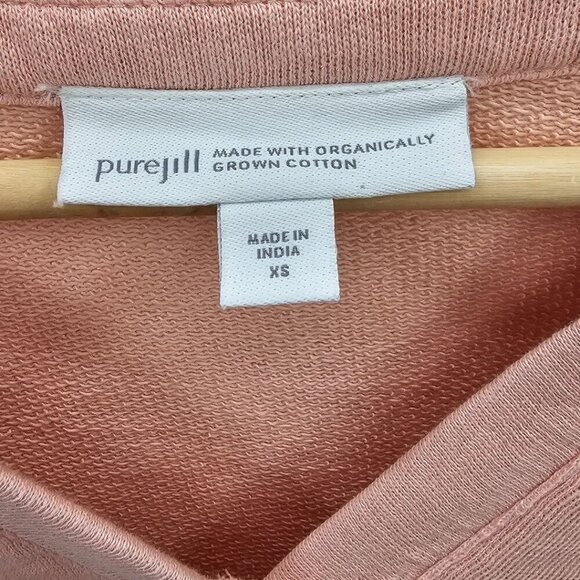 purejill MADE WITH ORGANICALLY
GROWN COTTON
MADE IN
INDIA
XS